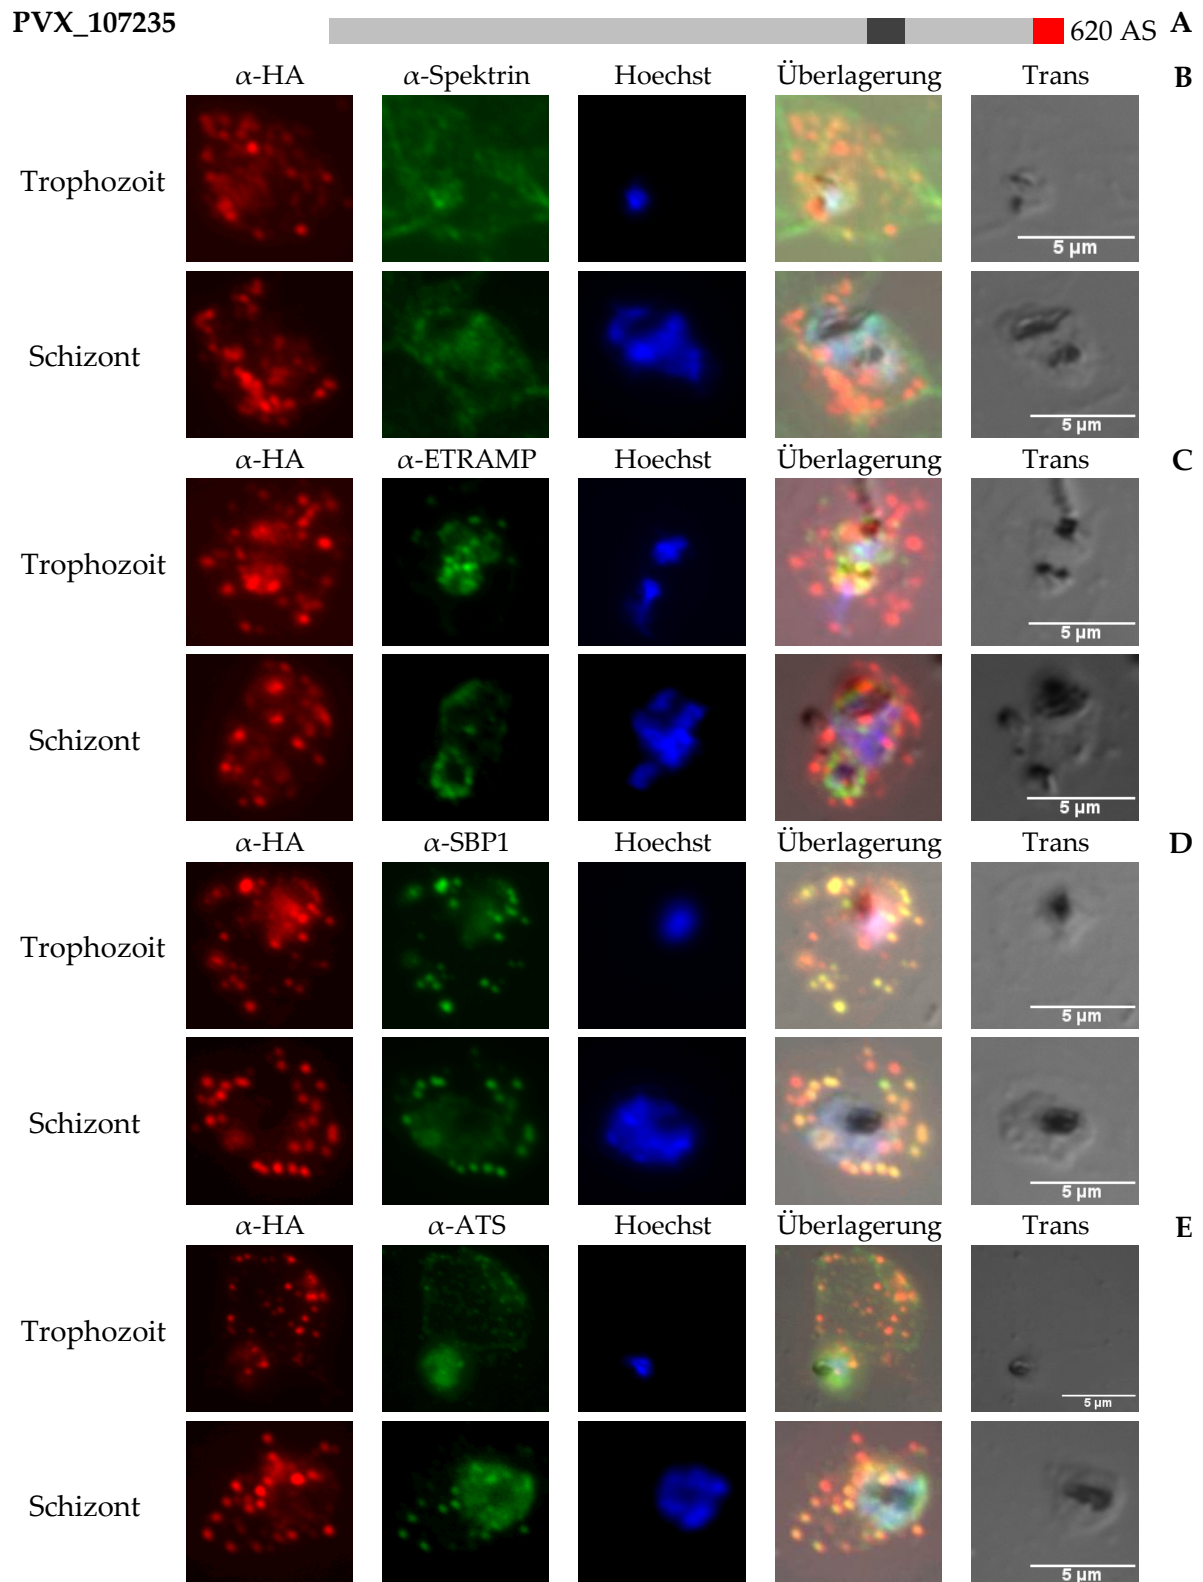 PVX_107235 620 AS A
α-HA α-Spektrin Hoechst Überlagerung Trans B
Trophozoit
5 µm
Schizont
5 µm
α-HA α-ETRAMP Hoechst Überlagerung Trans C
Trophozoit
5 µm
Schizont
5 µm
α-HA α-SBP1 Hoechst Überlagerung Trans D
Trophozoit
5 µm
Schizont
5 µm
α-HA α-ATS Hoechst Überlagerung Trans E
Trophozoit
5 µm
Schizont
5 µm